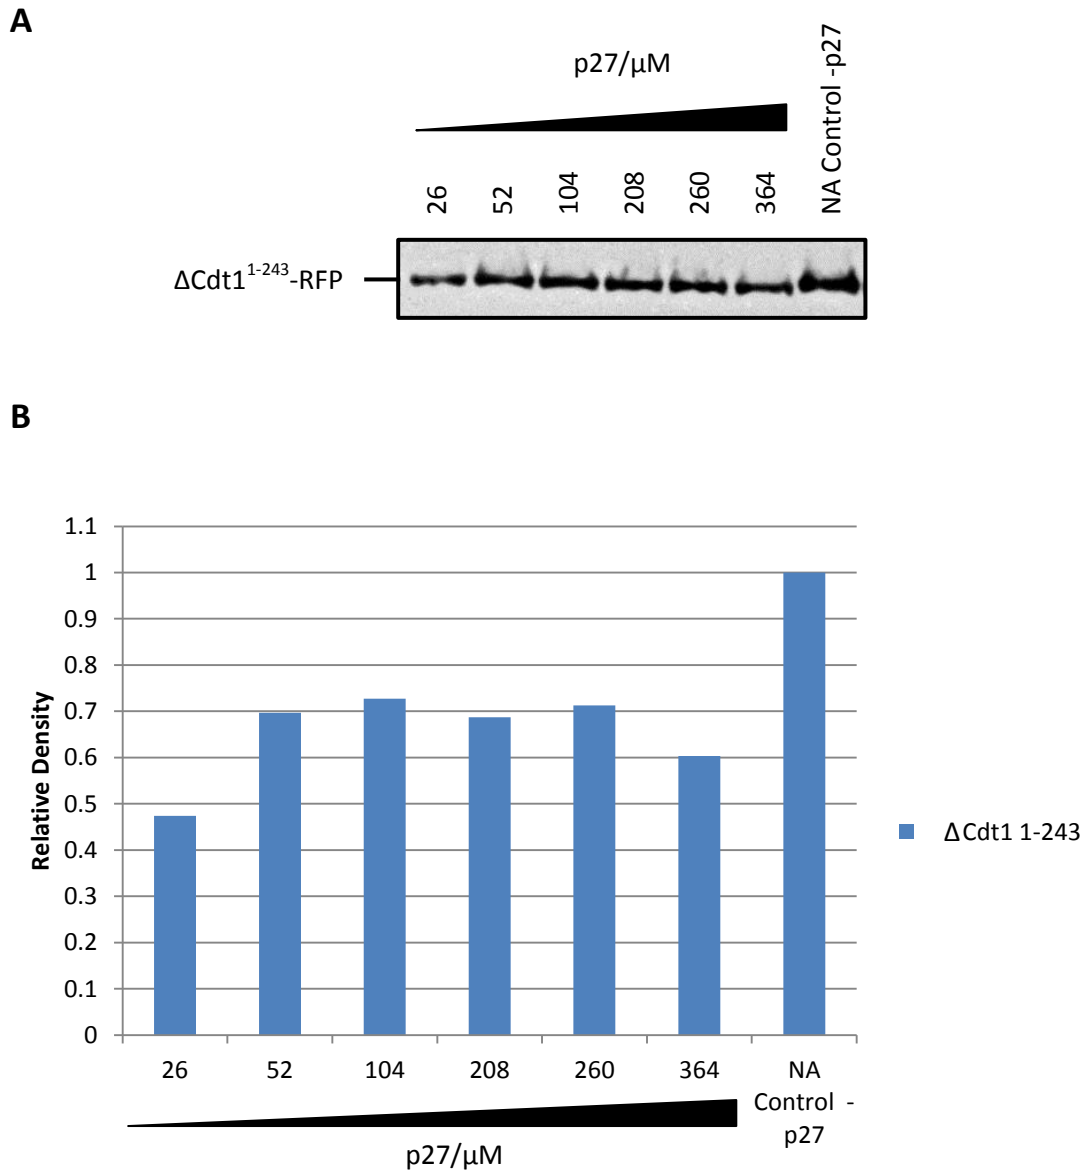 A
p27/µM
26 52 104 208 260 364 NA Control -p27
ΔCdt1¹⁻²⁴³-RFP
B
1.1
1
0.9
0.8
0.7
0.6
0.5
0.4
0.3
0.2
0.1
0
Relative Density
ΔCdt1 1-243
26 52 104 208 260 364 NA
Control -
p27
p27/µM